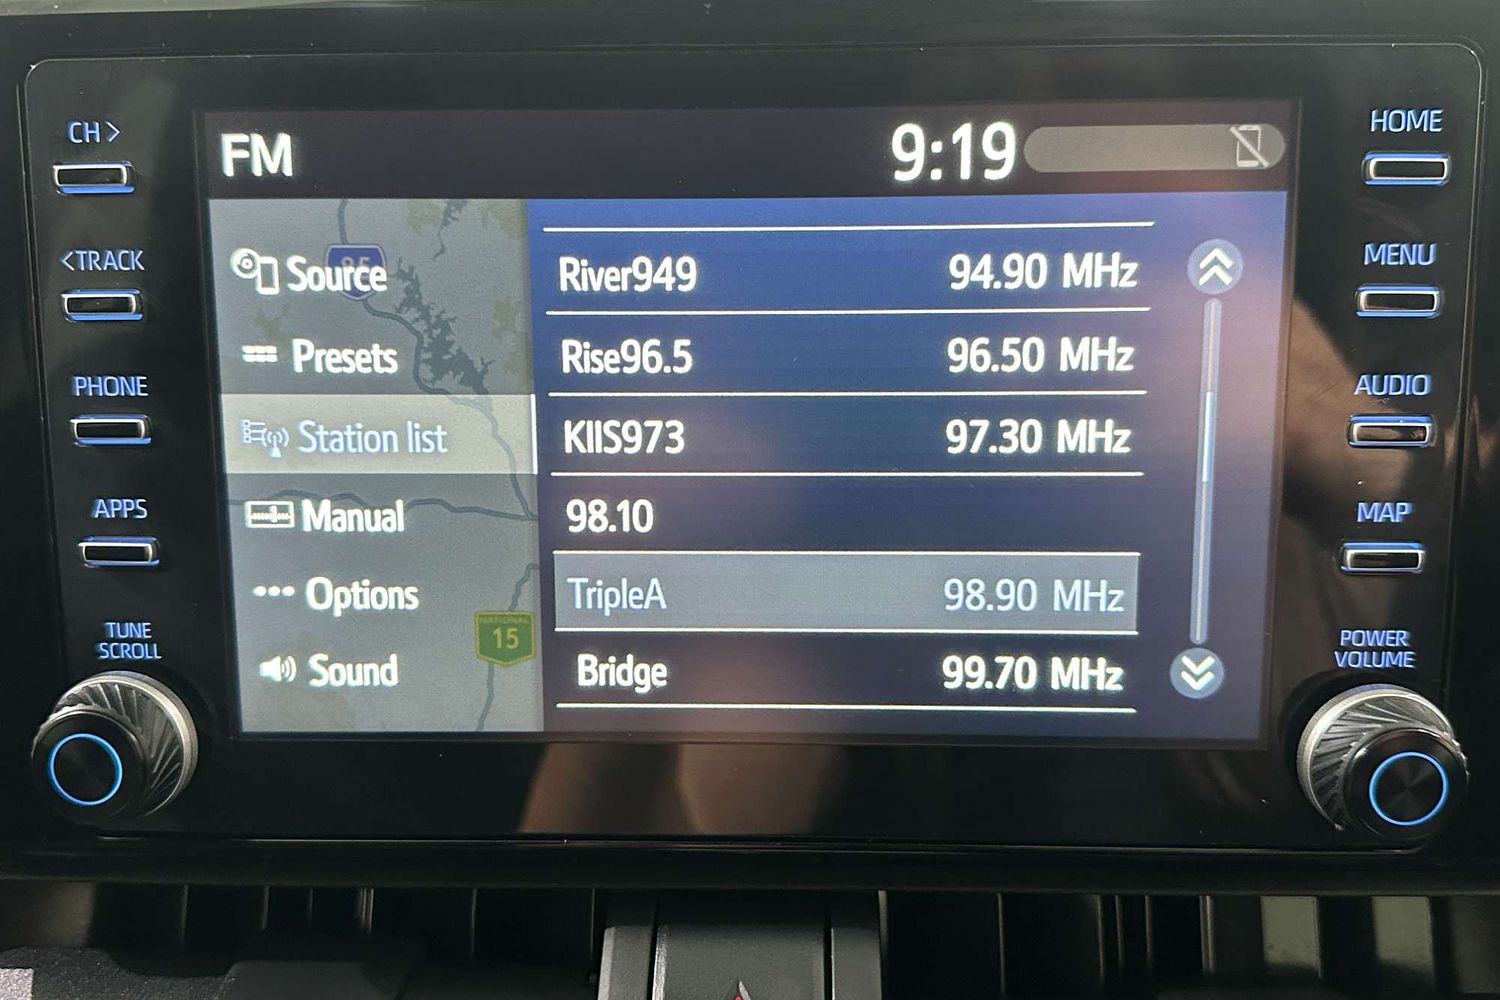 CH>
HOME
FM
9:19
<TRACK
MENU
85
Source
River949 94.90 MHz
PHONE
AUDIO
Presets
Rise96.5 96.50 MHz
Station list
KIIS973 97.30 MHz
APPS
MAP
Manual
98.10
Options
TripleA 98.90 MHz
NATIONAL
15
TUNE
SCROLL
POWER
VOLUME
Sound
Bridge 99.70 MHz